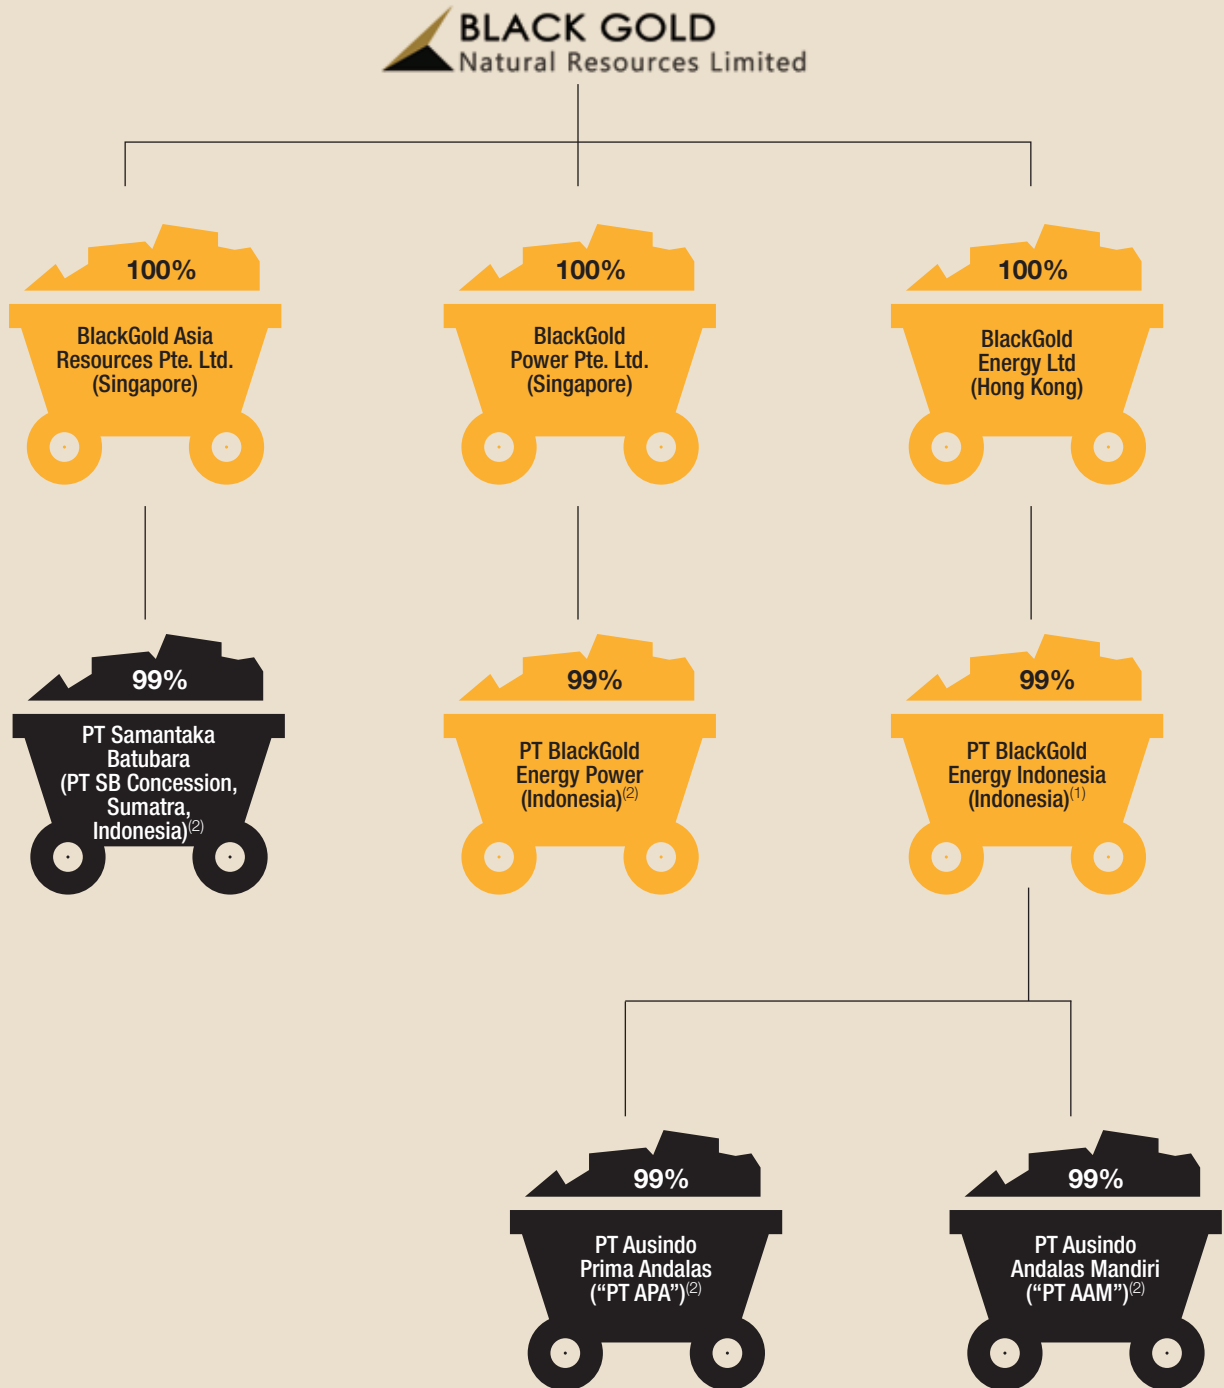 BLACK GOLD
Natural Resources Limited
100%
BlackGold Asia
Resources Pte. Ltd.
(Singapore)
100%
BlackGold
Power Pte. Ltd.
(Singapore)
100%
BlackGold
Energy Ltd
(Hong Kong)
99%
PT Samantaka
Batubara
(PT SB Concession,
Sumatra,
Indonesia)(2)
99%
PT BlackGold
Energy Power
(Indonesia)(2)
99%
PT BlackGold
Energy Indonesia
(Indonesia)(1)
99%
PT Ausindo
Prima Andalas
(“PT APA”)(2)
99%
PT Ausindo
Andalas Mandiri
(“PT AAM”)(2)